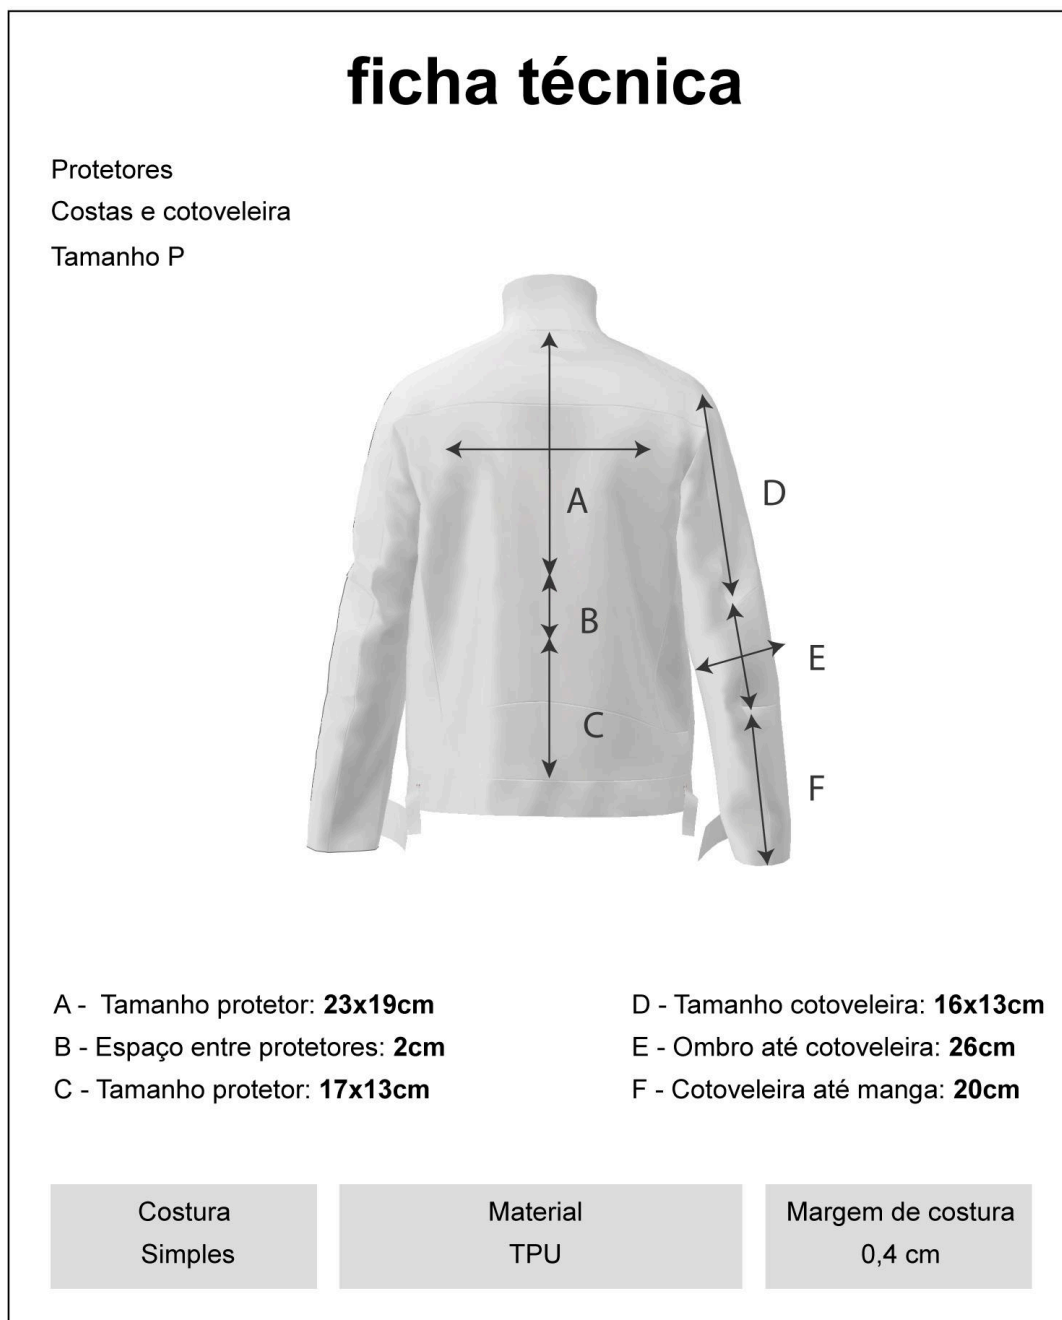 ficha técnica
Protetores
Costas e cotoveleira
Tamanho P
A
B
C
D
E
F
A - Tamanho protetor: 23x19cm
B - Espaço entre protetores: 2cm
C - Tamanho protetor: 17x13cm
D - Tamanho cotoveleira: 16x13cm
E - Ombro até cotoveleira: 26cm
F - Cotoveleira até manga: 20cm
Costura
Simples
Material
TPU
Margem de costura
0,4 cm